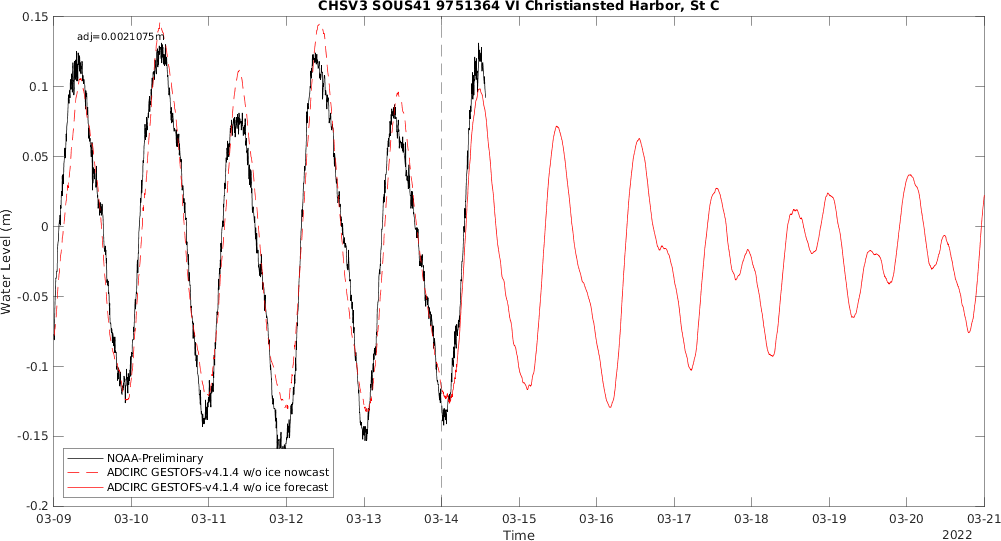 CHSV3 SOUS41 9751364 VI Christiansted Harbor, St C
0.15
adj=0.0021075m
0.1
0.05
0
-0.05
-0.1
-0.15
-0.2
Water Level (m)
NOAA-Preliminary
ADCIRC GESTOFS-v4.1.4 w/o ice nowcast
ADCIRC GESTOFS-v4.1.4 w/o ice forecast
03-09 03-10 03-11 03-12 03-13 03-14 03-15 03-16 03-17 03-18 03-19 03-20 03-21
Time
2022